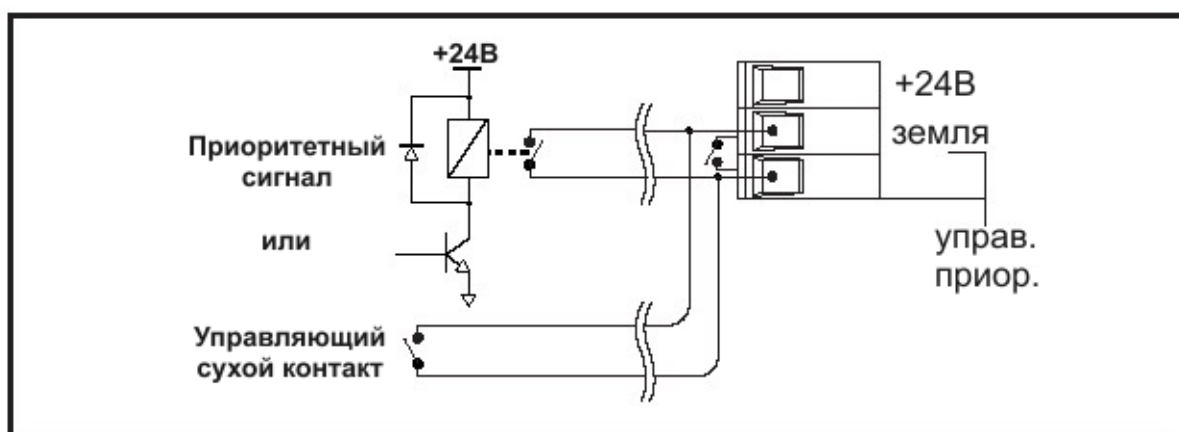 +24В
Приоритетный
сигнал
или
Управляющий
сухой контакт
+24В
земля
управ.
приор.